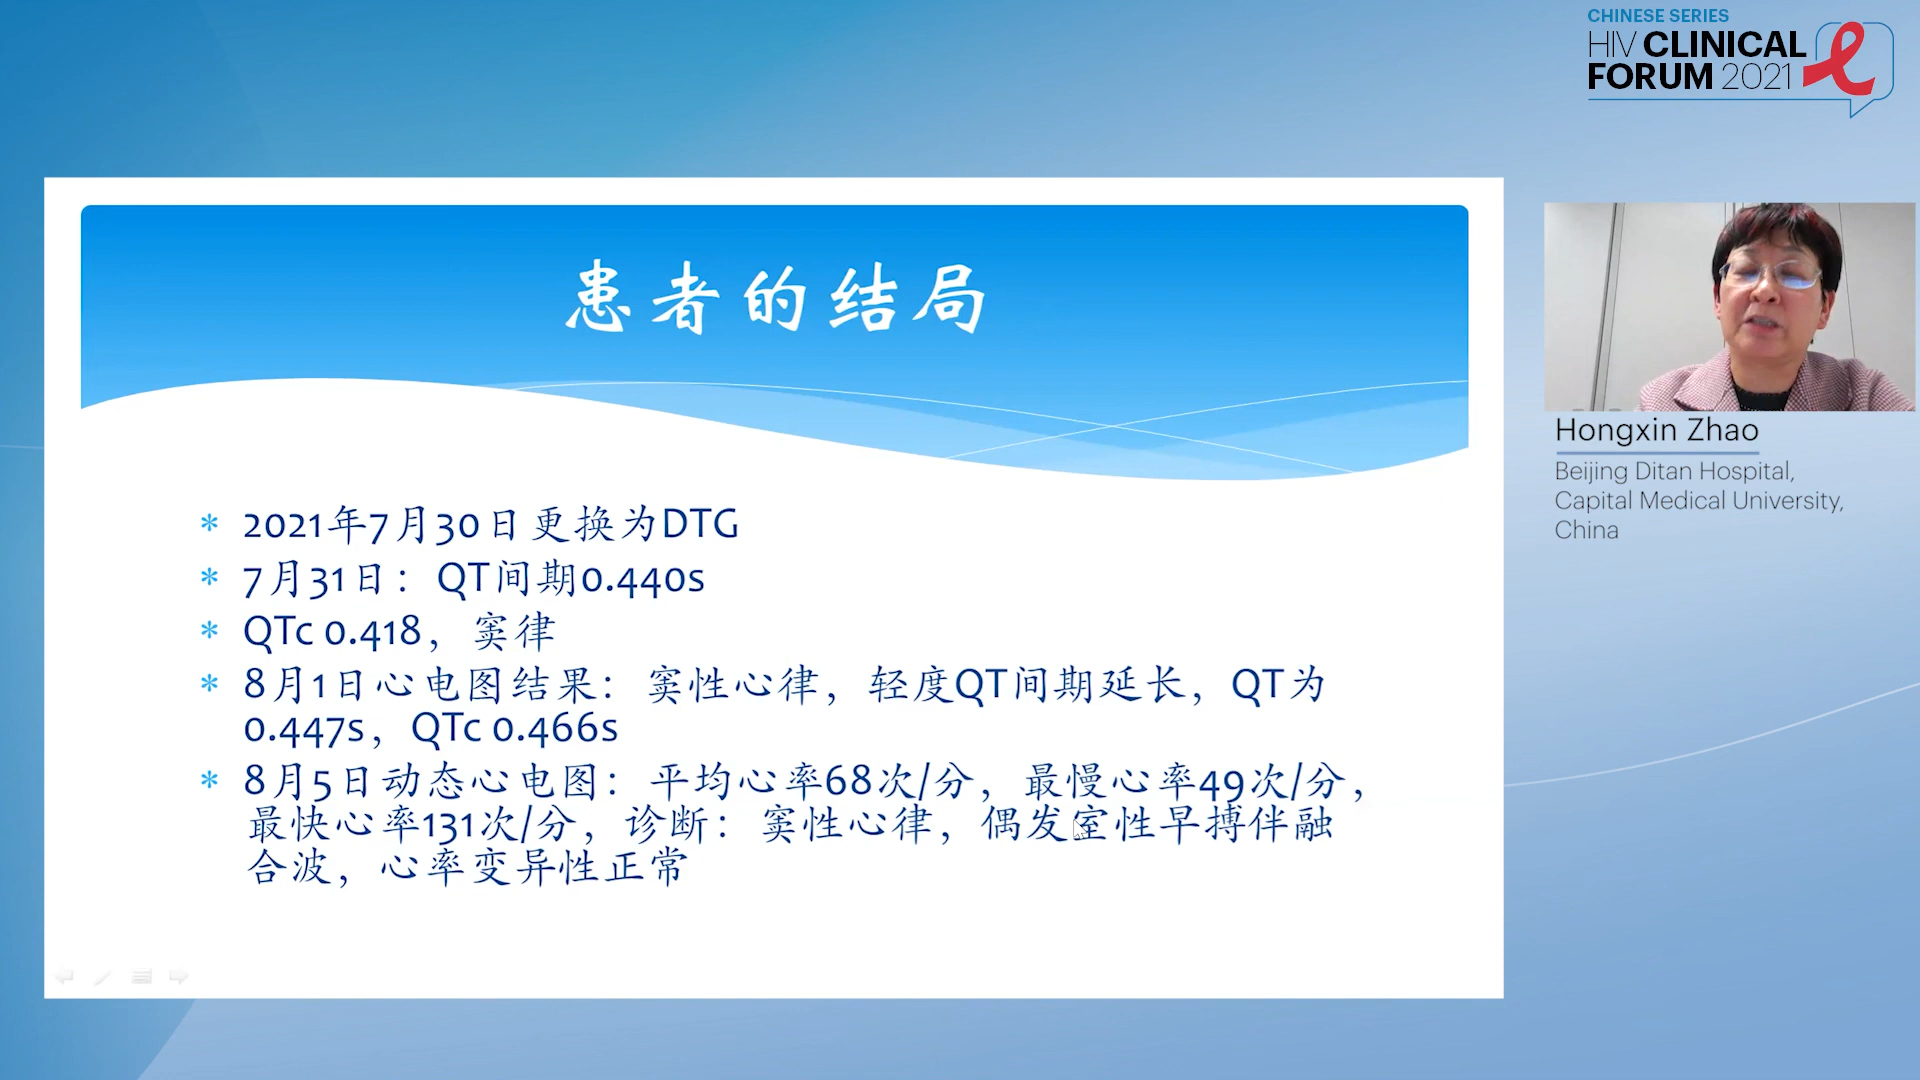 CHINESE SERIES
HIV CLINICAL
FORUM 2021
患者的结局
* 2021年7月30日更换为DTG
* 7月31日：QT间期0.440s
* QTc 0.418，窦律
* 8月1日心电图结果：窦性心律，轻度QT间期延长，QT为
0.447s，QTc 0.466s
* 8月5日动态心电图：平均心率68次/分，最慢心率49次/分，
最快心率131次/分，诊断：窦性心律，偶发室性早搏伴融
合波，心率变异性正常
Hongxin Zhao
Beijing Ditan Hospital,
Capital Medical University,
China